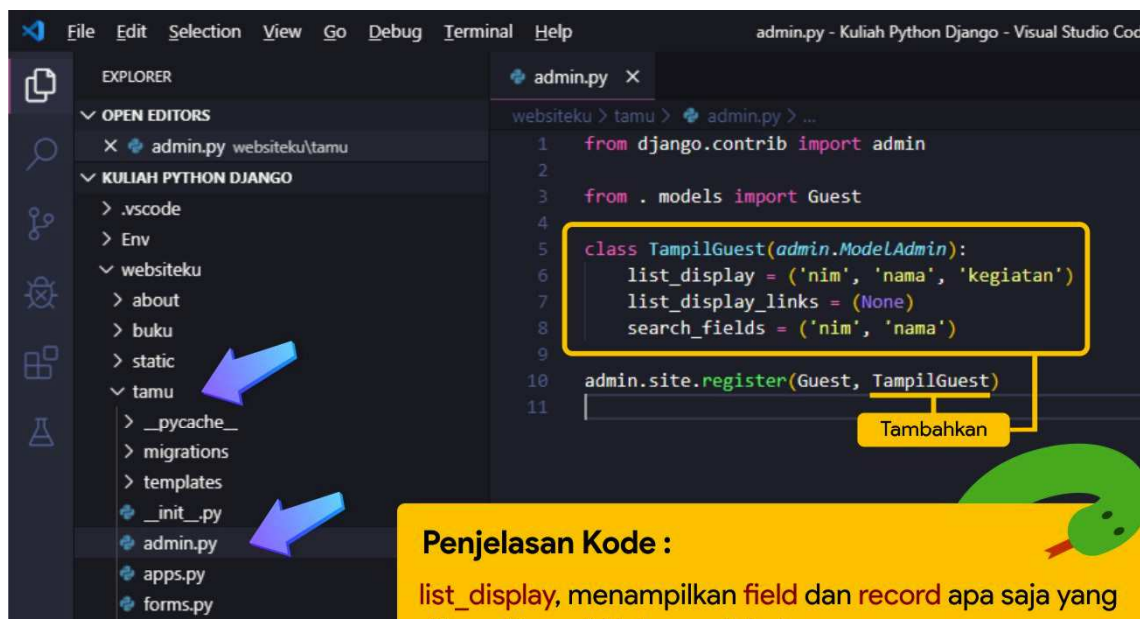 File Edit Selection View Go Debug Terminal Help admin.py - Kuliah Python Django - Visual Studio Cod
EXPLORER
OPEN EDITORS
admin.py websiteku\tamu
KULIAH PYTHON DJANGO
.vscode
Env
websiteku
about
buku
static
tamu
__pycache__
migrations
templates
__init__.py
admin.py
apps.py
forms.py
admin.py
websiteku > tamu > admin.py > ...
1 from django.contrib import admin
2
3 from . models import Guest
4
5 class TampilGuest(admin.ModelAdmin):
6 list_display = ('nim', 'nama', 'kegiatan')
7 list_display_links = (None)
8 search_fields = ('nim', 'nama')
9
10 admin.site.register(Guest, TampilGuest)
11
Tambahkan
Penjelasan Kode :
list_display, menampilkan field dan record apa saja yang